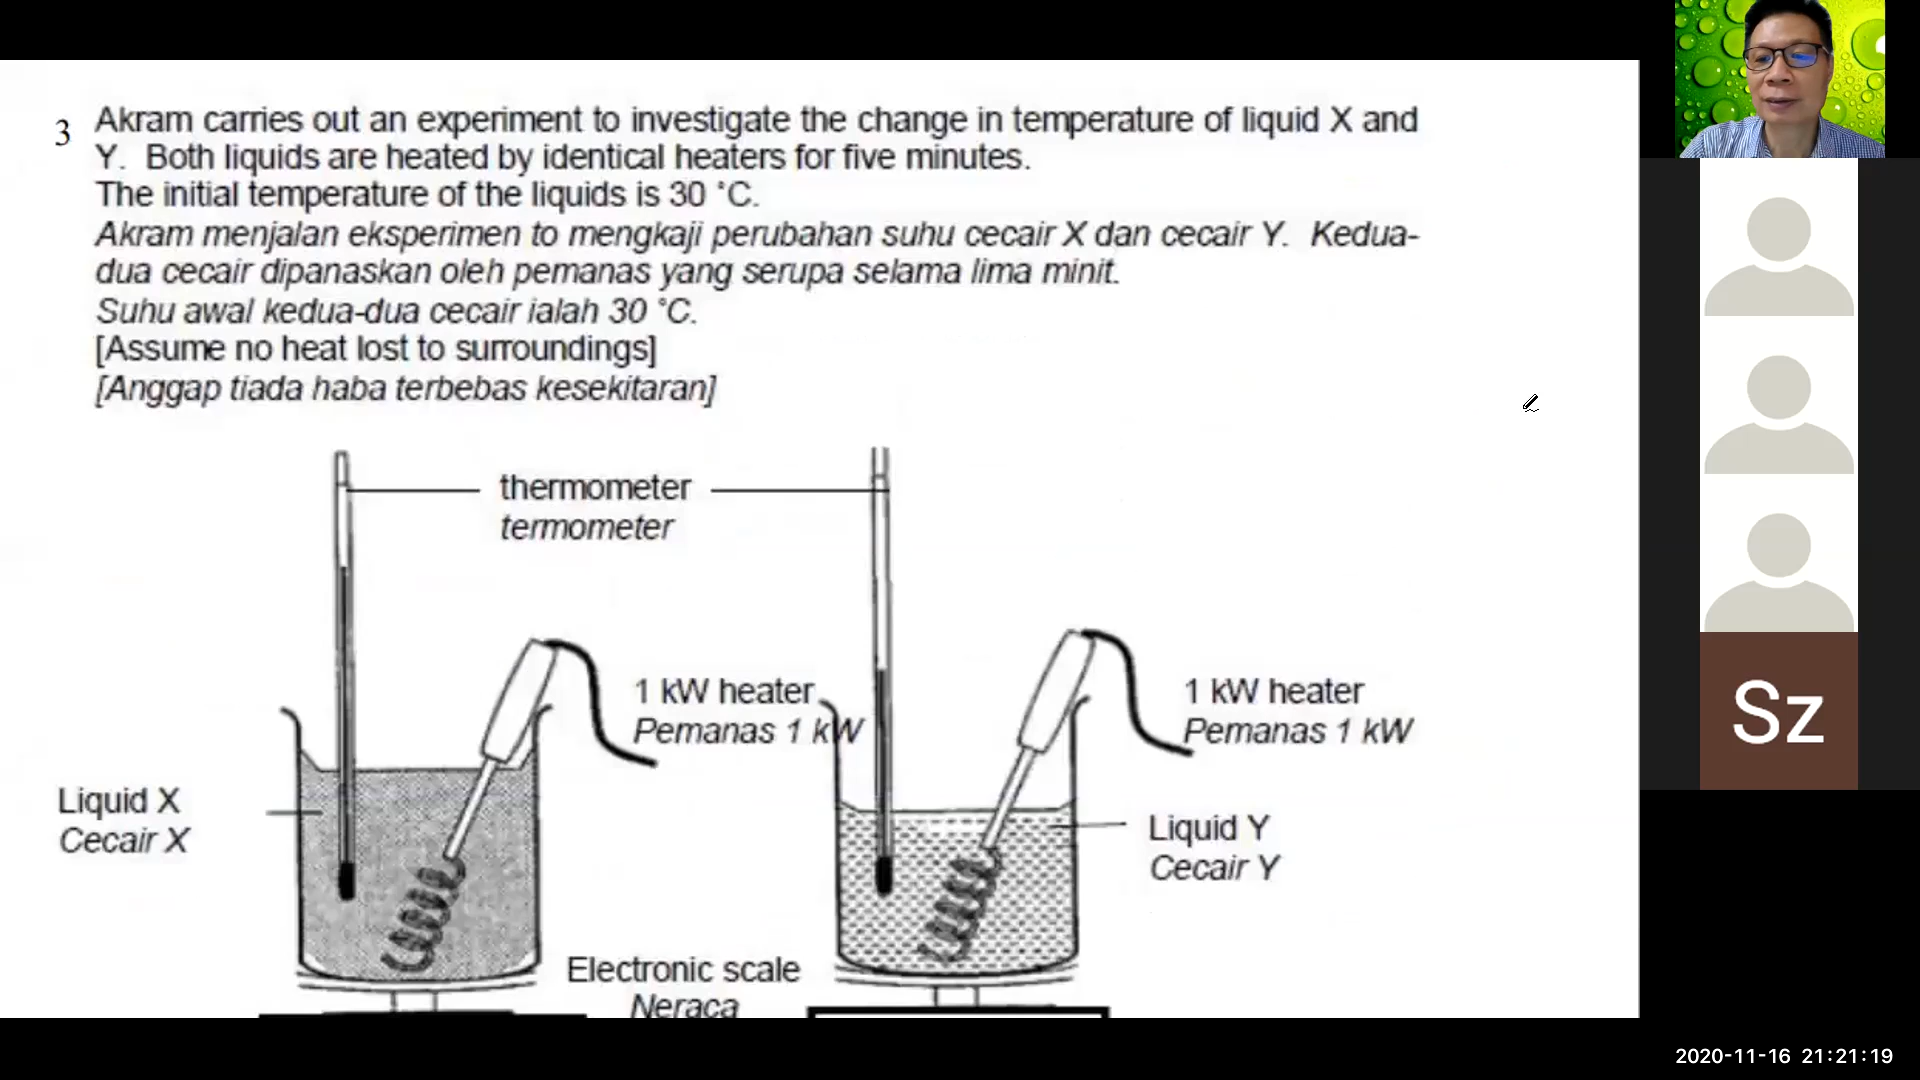 3 Akram carries out an experiment to investigate the change in temperature of liquid X and
Y. Both liquids are heated by identical heaters for five minutes.
The initial temperature of the liquids is 30 °C.
Akram menjalan eksperimen to mengkaji perubahan suhu cecair X dan cecair Y. Kedua-
dua cecair dipanaskan oleh pemanas yang serupa selama lima minit.
Suhu awal kedua-dua cecair ialah 30 °C.
[Assume no heat lost to surroundings]
[Anggap tiada haba terbebas kesekitaran]
thermometer
termometer
1 kW heater
Pemanas 1 kW
1 kW heater
Pemanas 1 kW
Liquid X
Cecair X
Liquid Y
Cecair Y
Electronic scale
Neraca
Sz
2020-11-16 21:21:19